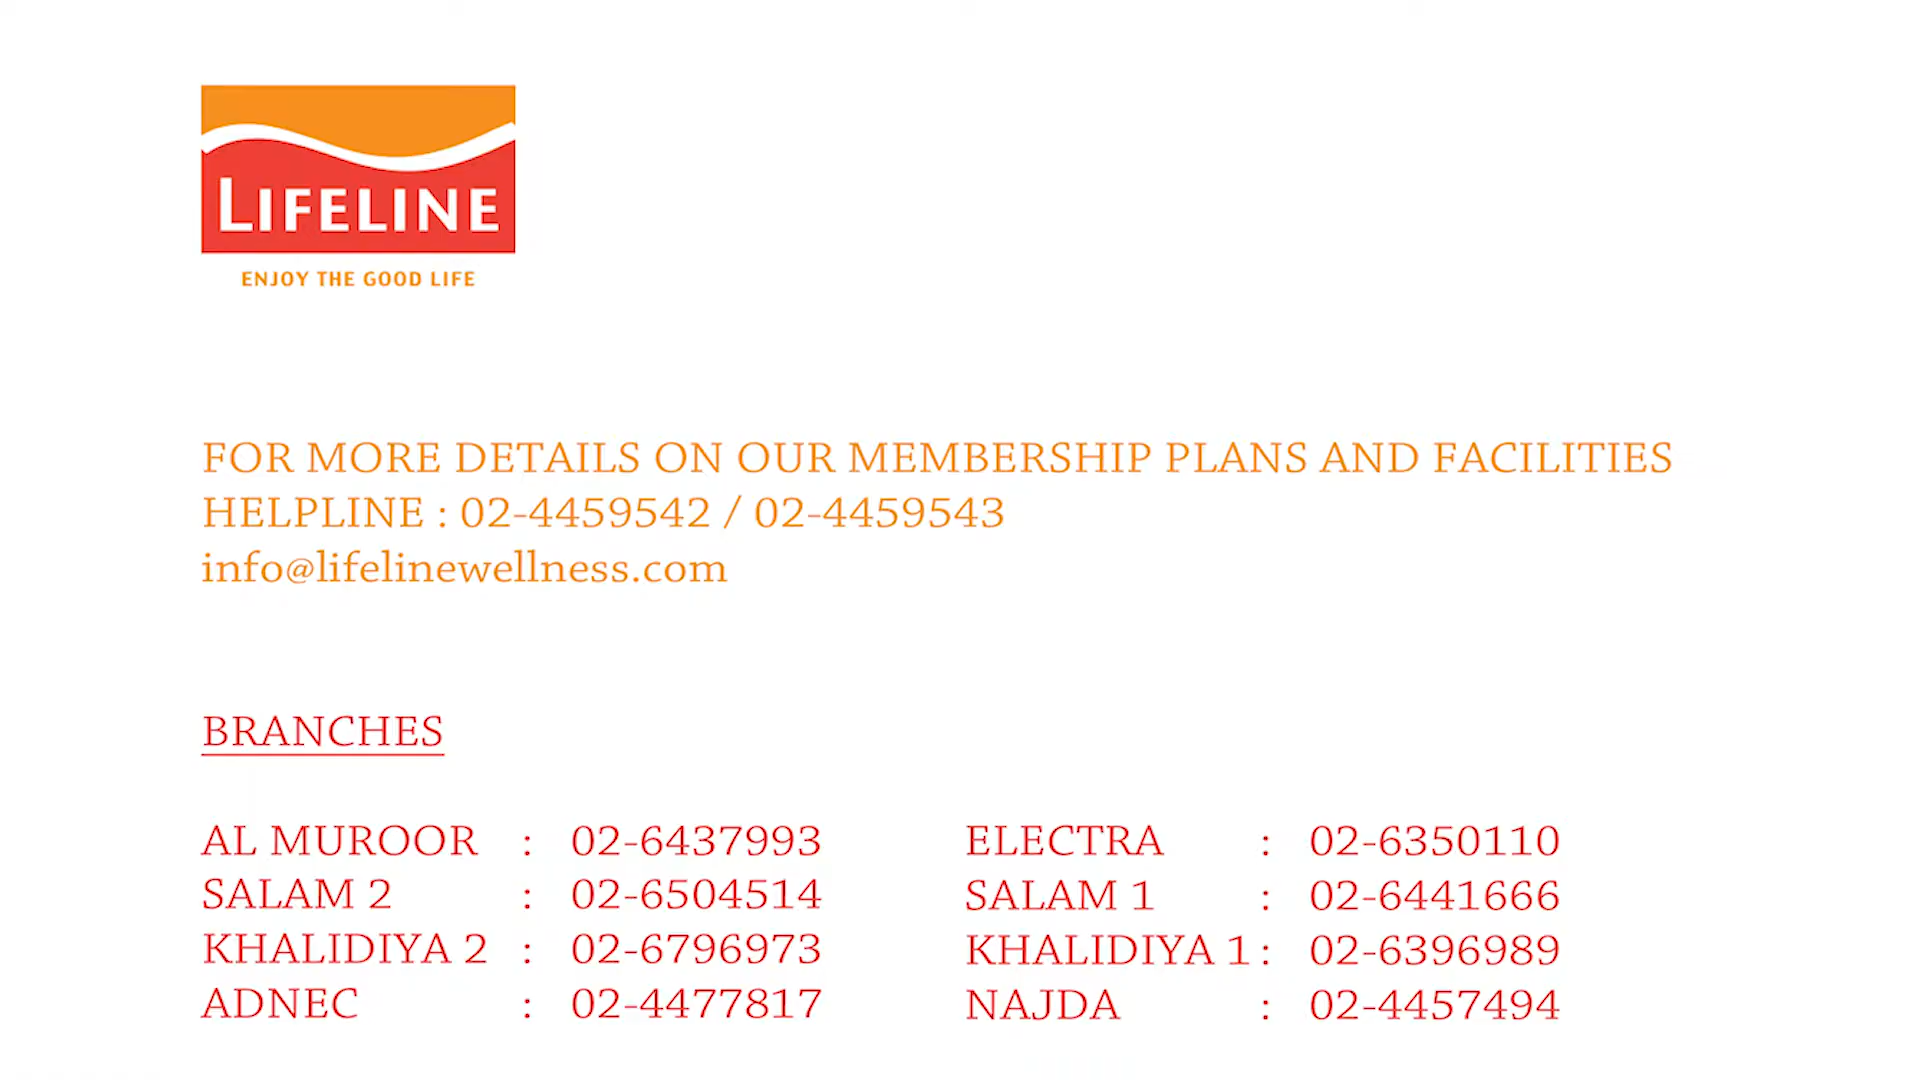 LIFELINE
ENJOY THE GOOD LIFE
FOR MORE DETAILS ON OUR MEMBERSHIP PLANS AND FACILITIES
HELPLINE : 02-4459542 / 02-4459543
info@lifelinewellness.com
BRANCHES
AL MUROOR : 02-6437993 ELECTRA : 02-6350110
SALAM 2 : 02-6504514 SALAM 1 : 02-6441666
KHALIDIYA 2 : 02-6796973 KHALIDIYA 1 : 02-6396989
ADNEC : 02-4477817 NAJDA : 02-4457494